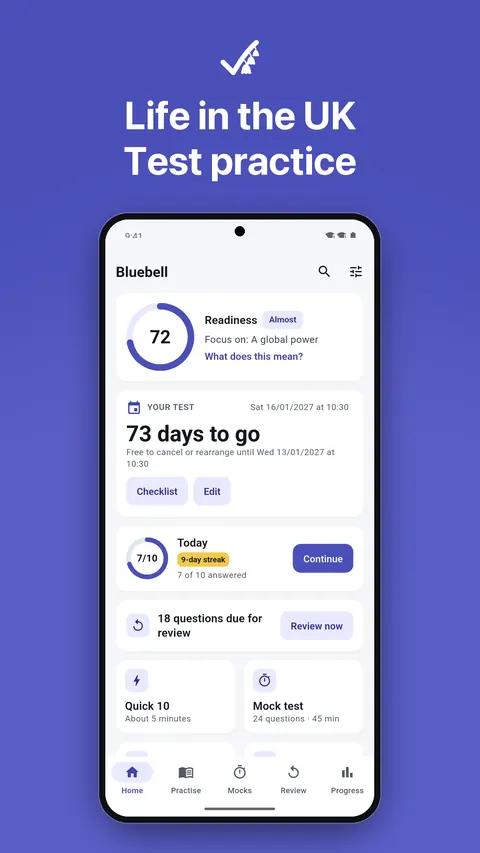 Life in the UK
Test practice
9:41
Bluebell
72
Readiness
Almost
Focus on: A global power
What does this mean?
YOUR TEST
Sat 16/01/2027 at 10:30
73 days to go
Free to cancel or rearrange until Wed 13/01/2027 at
10:30
Checklist
Edit
7/10
Today
9-day streak
7 of 10 answered
Continue
18 questions due for
review
Review now
Quick 10
About 5 minutes
Mock test
24 questions · 45 min
Home
Practise
Mocks
Review
Progress